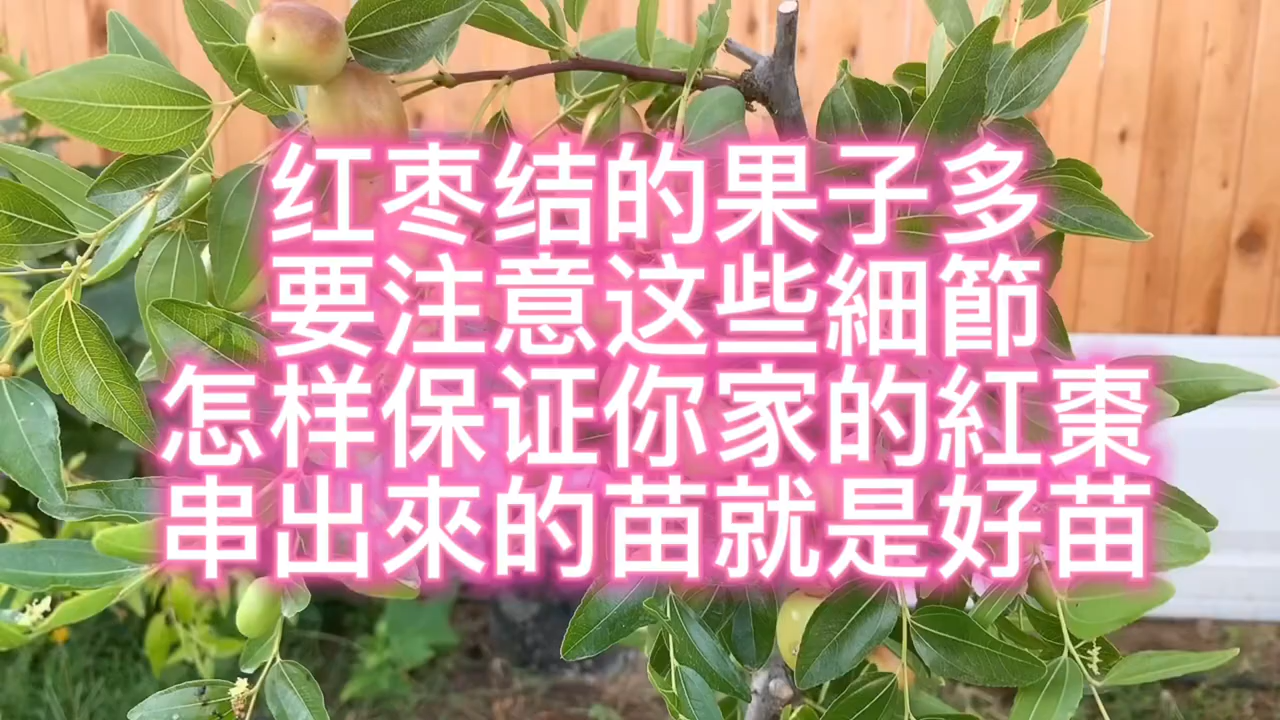 红枣结的果子多
要注意这些細節
怎样保证你家的紅棗
串出來的苗就是好苗